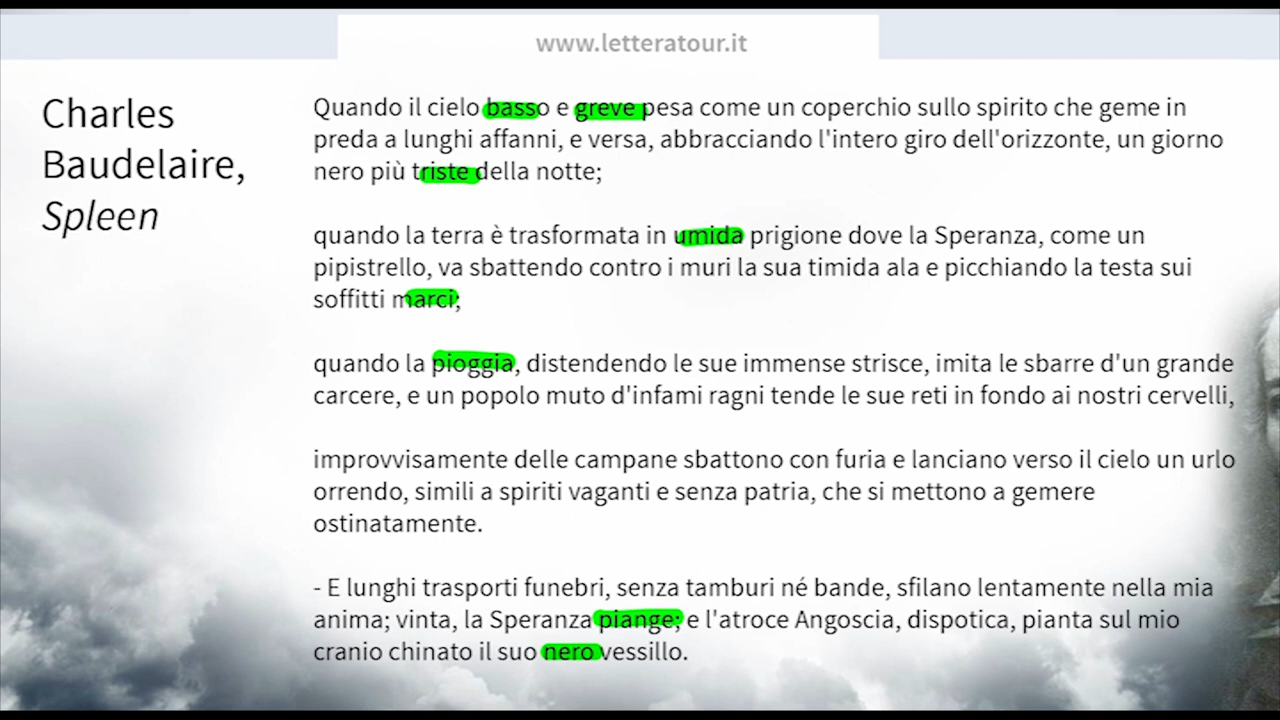 www.letteratour.it
Charles
Baudelaire,
Spleen
Quando il cielo basso e greve pesa come un coperchio sullo spirito che geme in
preda a lunghi affanni, e versa, abbracciando l'intero giro dell'orizzonte, un giorno
nero più triste della notte;
quando la terra è trasformata in umida prigione dove la Speranza, come un
pipistrello, va sbattendo contro i muri la sua timida ala e picchiando la testa sui
soffitti marci;
quando la pioggia, distendendo le sue immense strisce, imita le sbarre d'un grande
carcere, e un popolo muto d'infami ragni tende le sue reti in fondo ai nostri cervelli,
improvvisamente delle campane sbattono con furia e lanciano verso il cielo un urlo
orrendo, simili a spiriti vaganti e senza patria, che si mettono a gemere
ostinatamente.
- E lunghi trasporti funebri, senza tamburi né bande, sfilano lentamente nella mia
anima; vinta, la Speranza piange; e l'atroce Angoscia, dispotica, pianta sul mio
cranio chinato il suo nero vessillo.